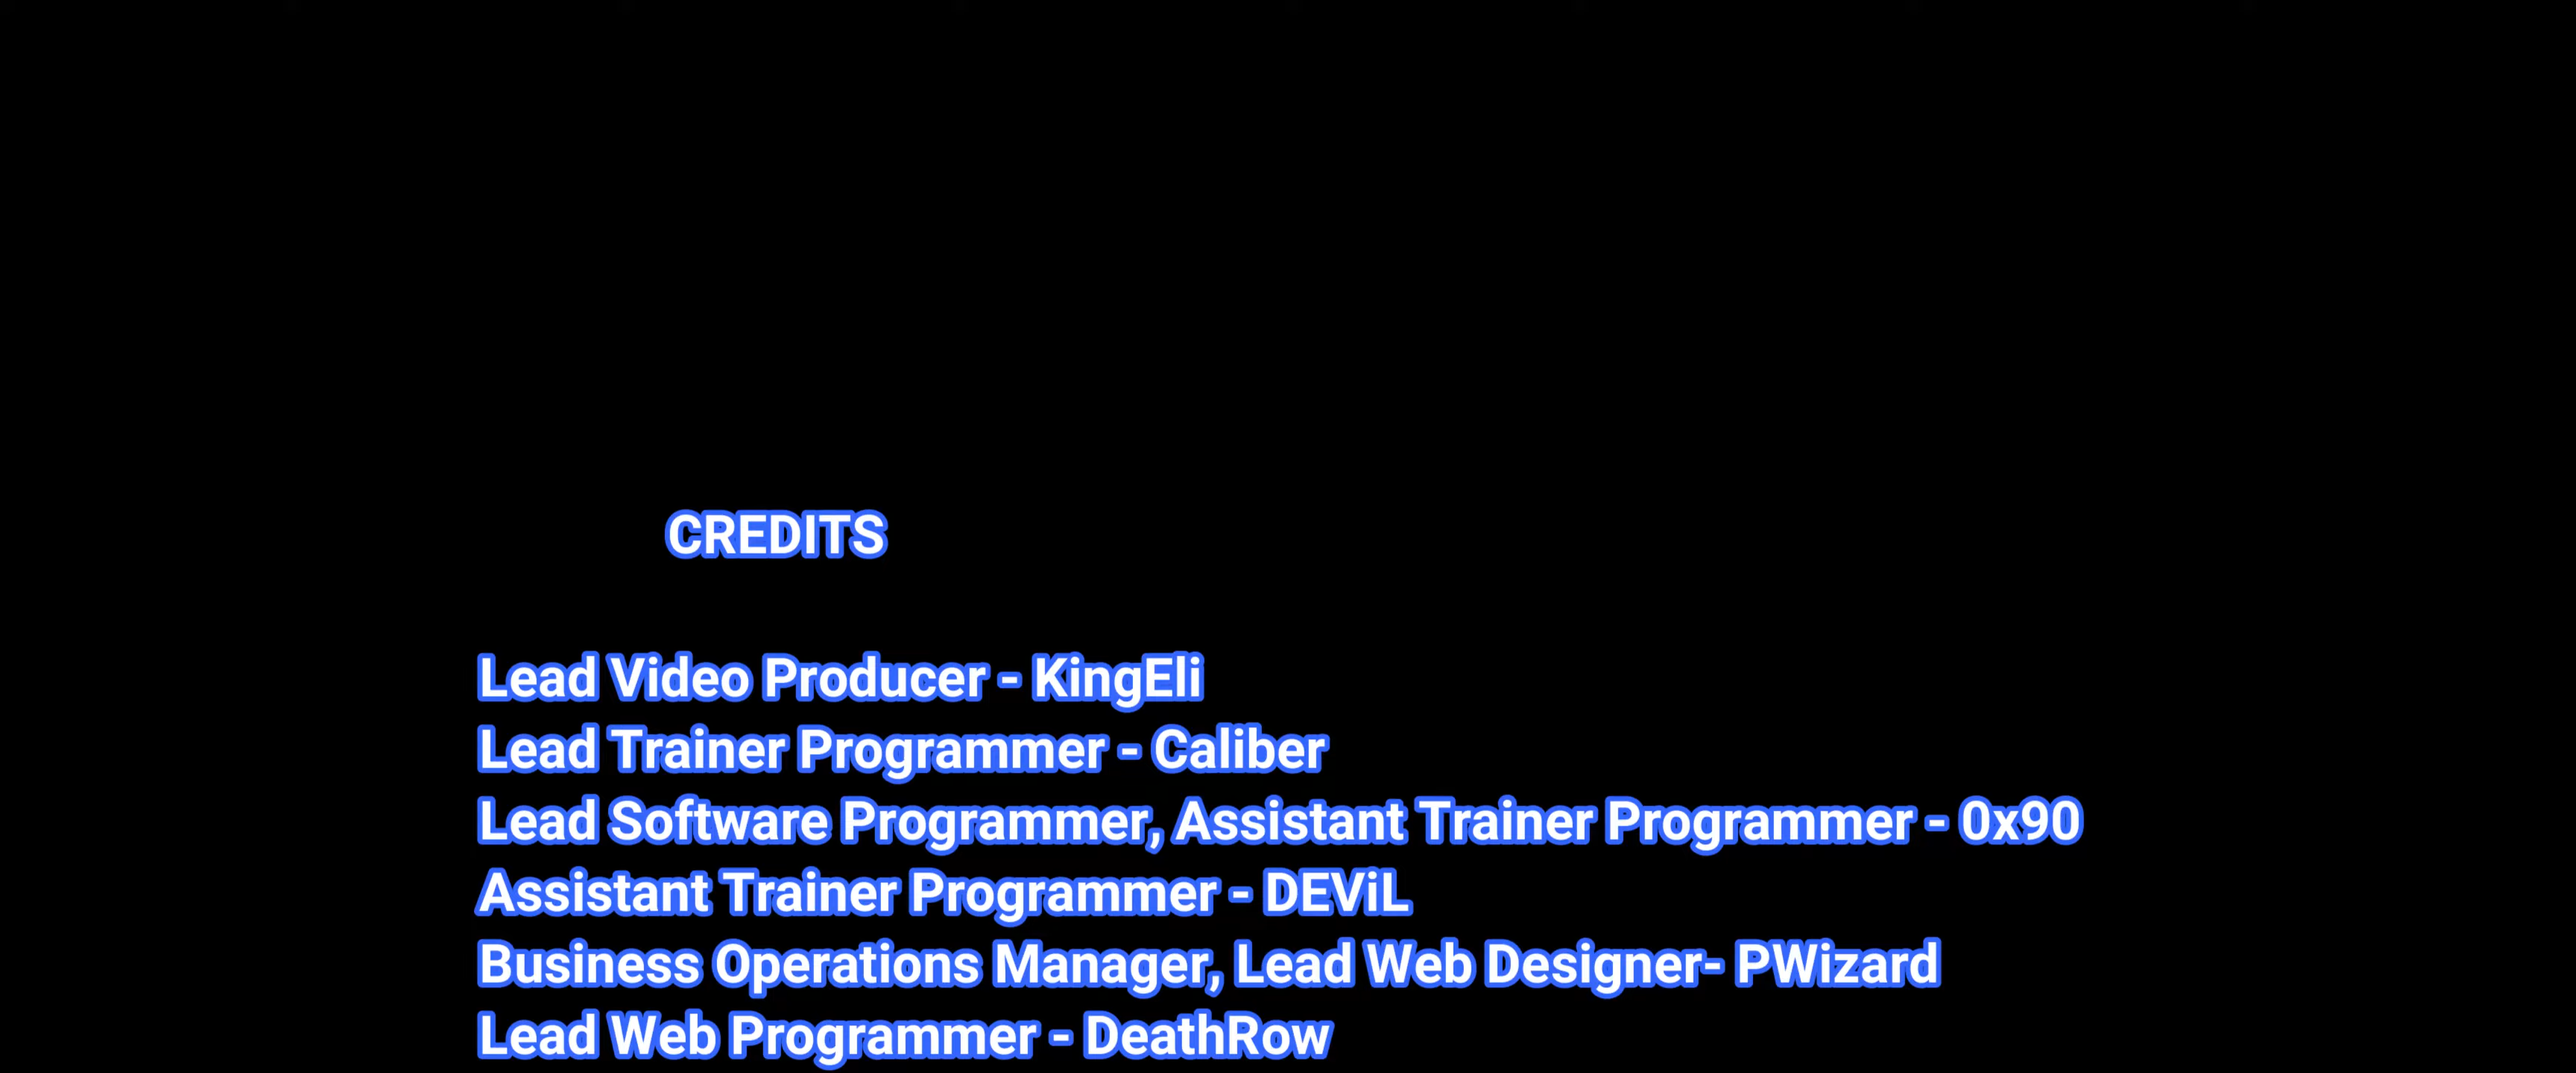 CREDITS
Lead Video Producer - KingEli
Lead Trainer Programmer - Caliber
Lead Software Programmer, Assistant Trainer Programmer - 0x90
Assistant Trainer Programmer - DEViL
Business Operations Manager, Lead Web Designer- PWizard
Lead Web Programmer - DeathRow